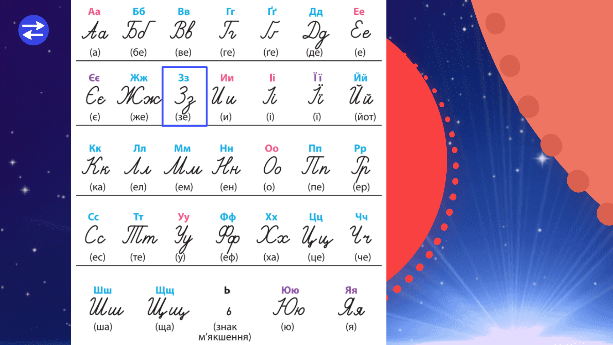 Аа Бб Вв Гг Ґґ Дд Ее
Аа Бб Вв Гг Ґґ Дд Ее
(а) (бе) (ве) (ге) (ґе) (де) (е)
Єє Жж Зз Ии Іі Її Йй
Єє Жж Зз Ии Іі Її Йй
(є) (же) (зе) (и) (і) (ї) (йот)
Кк Лл Мм Нн Оо Пп Рр
Кк Лл Мм Нн Оо Пп Рр
(ка) (ел) (ем) (ен) (о) (пе) (ер)
Сс Тт Уу Фф Хх Цц Чч
Сс Тт Уу Фф Хх Цц Чч
(ес) (те) (у) (еф) (ха) (це) (че)
Шш Щщ Ь Юю Яя
Шш Щщ ь Юю Яя
(ша) (ща) (знак (ю) (я)
м'якшення)